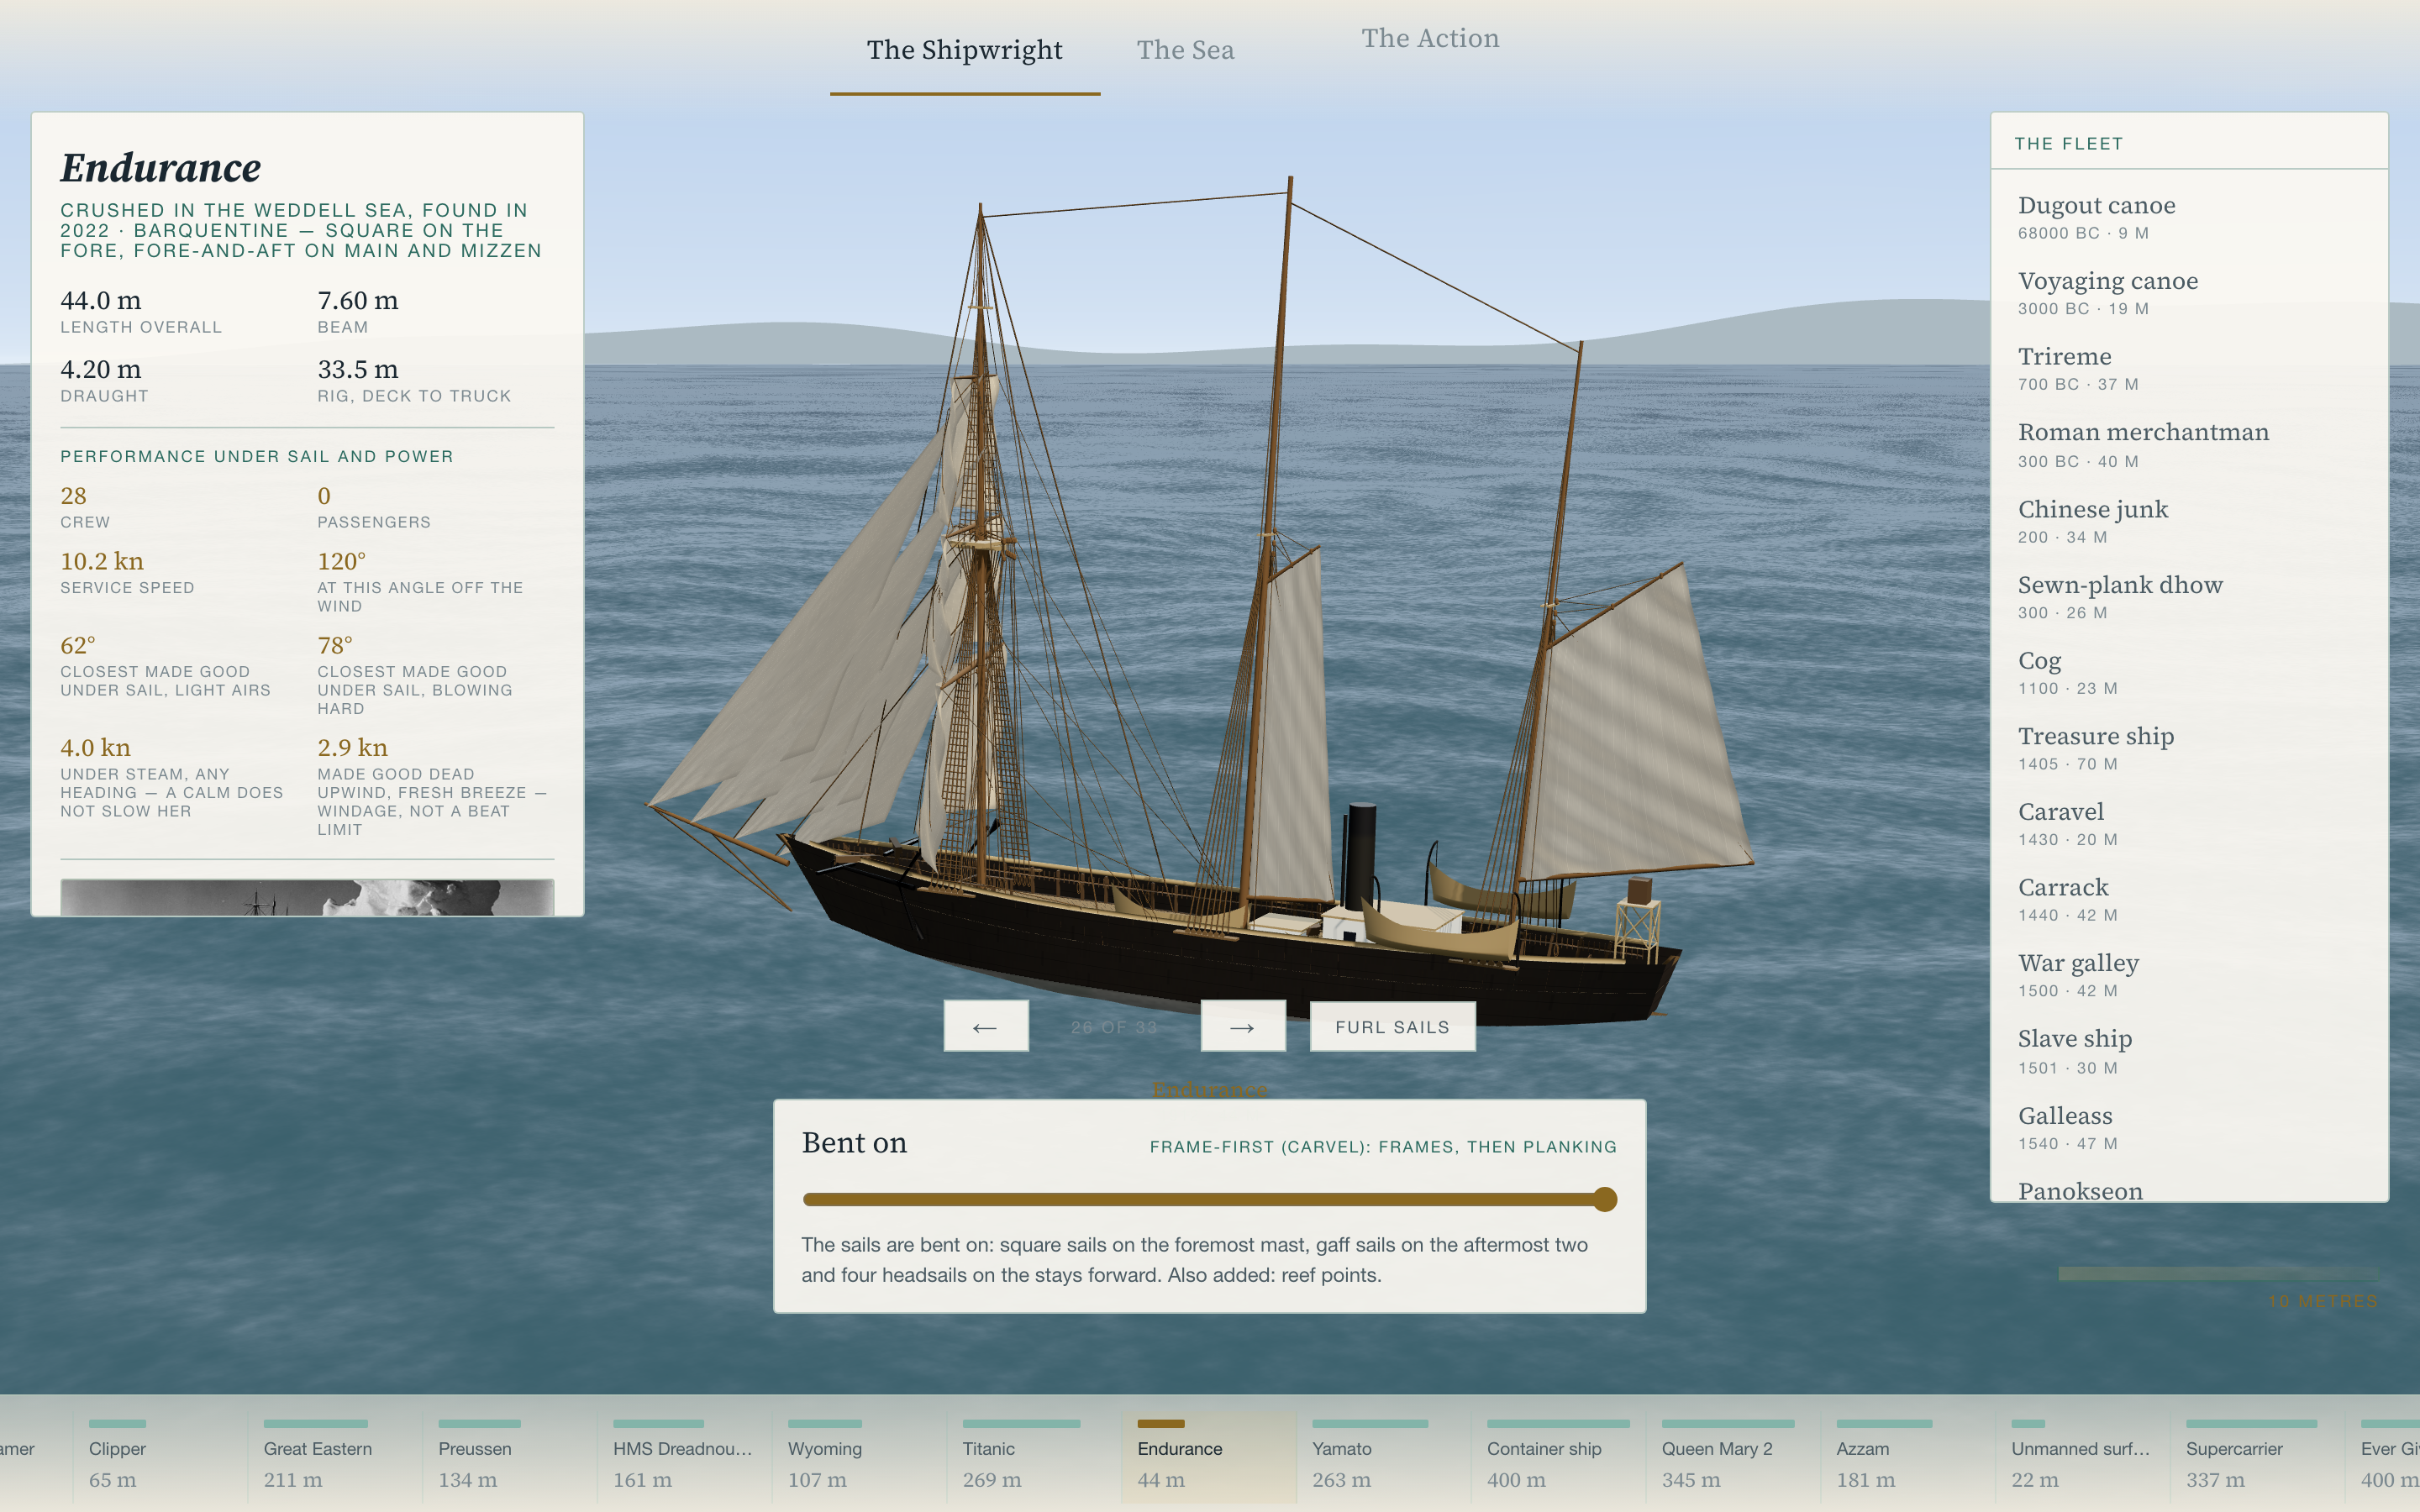 The Shipwright
The Sea
The Action
Endurance
CRUSHED IN THE WEDDELL SEA, FOUND IN
2022 · BARQUENTINE — SQUARE ON THE
FORE, FORE-AND-AFT ON MAIN AND MIZZEN
44.0 m
LENGTH OVERALL
7.60 m
BEAM
4.20 m
DRAUGHT
33.5 m
RIG, DECK TO TRUCK
PERFORMANCE UNDER SAIL AND POWER
28
CREW
0
PASSENGERS
10.2 kn
SERVICE SPEED
120°
AT THIS ANGLE OFF THE
WIND
62°
CLOSEST MADE GOOD
UNDER SAIL, LIGHT AIRS
78°
CLOSEST MADE GOOD
UNDER SAIL, BLOWING
HARD
4.0 kn
UNDER STEAM, ANY
HEADING — A CALM DOES
NOT SLOW HER
2.9 kn
MADE GOOD DEAD
UPWIND, FRESH BREEZE —
WINDAGE, NOT A BEAT
LIMIT
THE FLEET
Dugout canoe
68000 BC · 9 M
Voyaging canoe
3000 BC · 19 M
Trireme
700 BC · 37 M
Roman merchantman
300 BC · 40 M
Chinese junk
200 · 34 M
Sewn-plank dhow
300 · 26 M
Cog
1100 · 23 M
Treasure ship
1405 · 70 M
Caravel
1430 · 20 M
Carrack
1440 · 42 M
War galley
1500 · 42 M
Slave ship
1501 · 30 M
Galleass
1540 · 47 M
Panokseon
←
26 OF 33
→
FURL SAILS
Endurance
Bent on
FRAME-FIRST (CARVEL): FRAMES, THEN PLANKING
The sails are bent on: square sails on the foremost mast, gaff sails on the aftermost two
and four headsails on the stays forward. Also added: reef points.
10 METRES
amer
Clipper
65 m
Great Eastern
211 m
Preussen
134 m
HMS Dreadnou…
161 m
Wyoming
107 m
Titanic
269 m
Endurance
44 m
Yamato
263 m
Container ship
400 m
Queen Mary 2
345 m
Azzam
181 m
Unmanned surf…
22 m
Supercarrier
337 m
Ever Gi
400 m